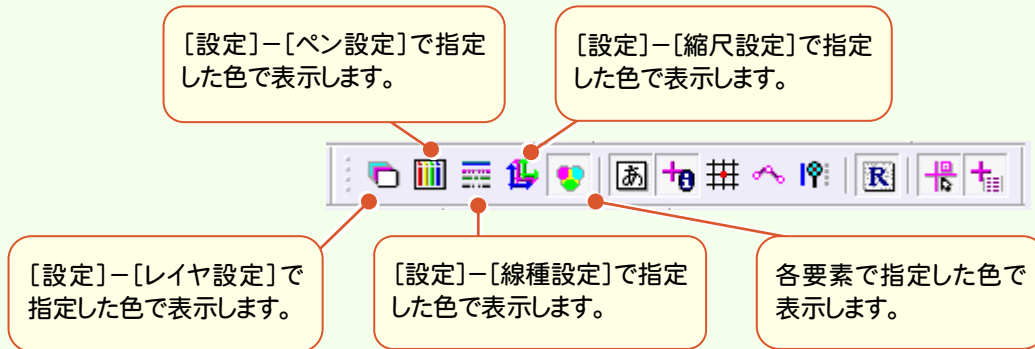 [設定]－[ペン設定]で指定
した色で表示します。
[設定]－[縮尺設定]で指定
した色で表示します。
あ
R
[設定]－[レイヤ設定]で
指定した色で表示します。
[設定]－[線種設定]で指定
した色で表示します。
各要素で指定した色で
表示します。